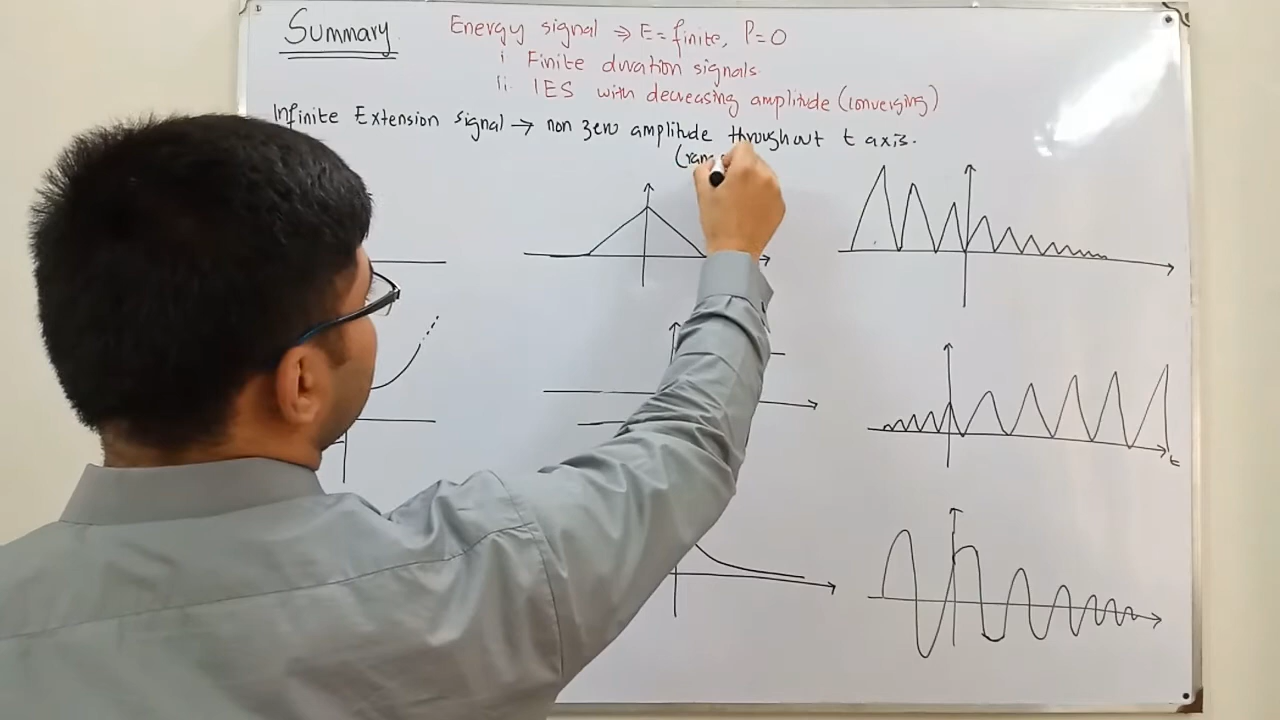 Summary
Energy signal → E = finite, P = 0
i Finite duration signals.
ii. IES with decreasing amplitude (converging)
Infinite Extension signal → non zero amplitude throughout t axis.
(ran
t